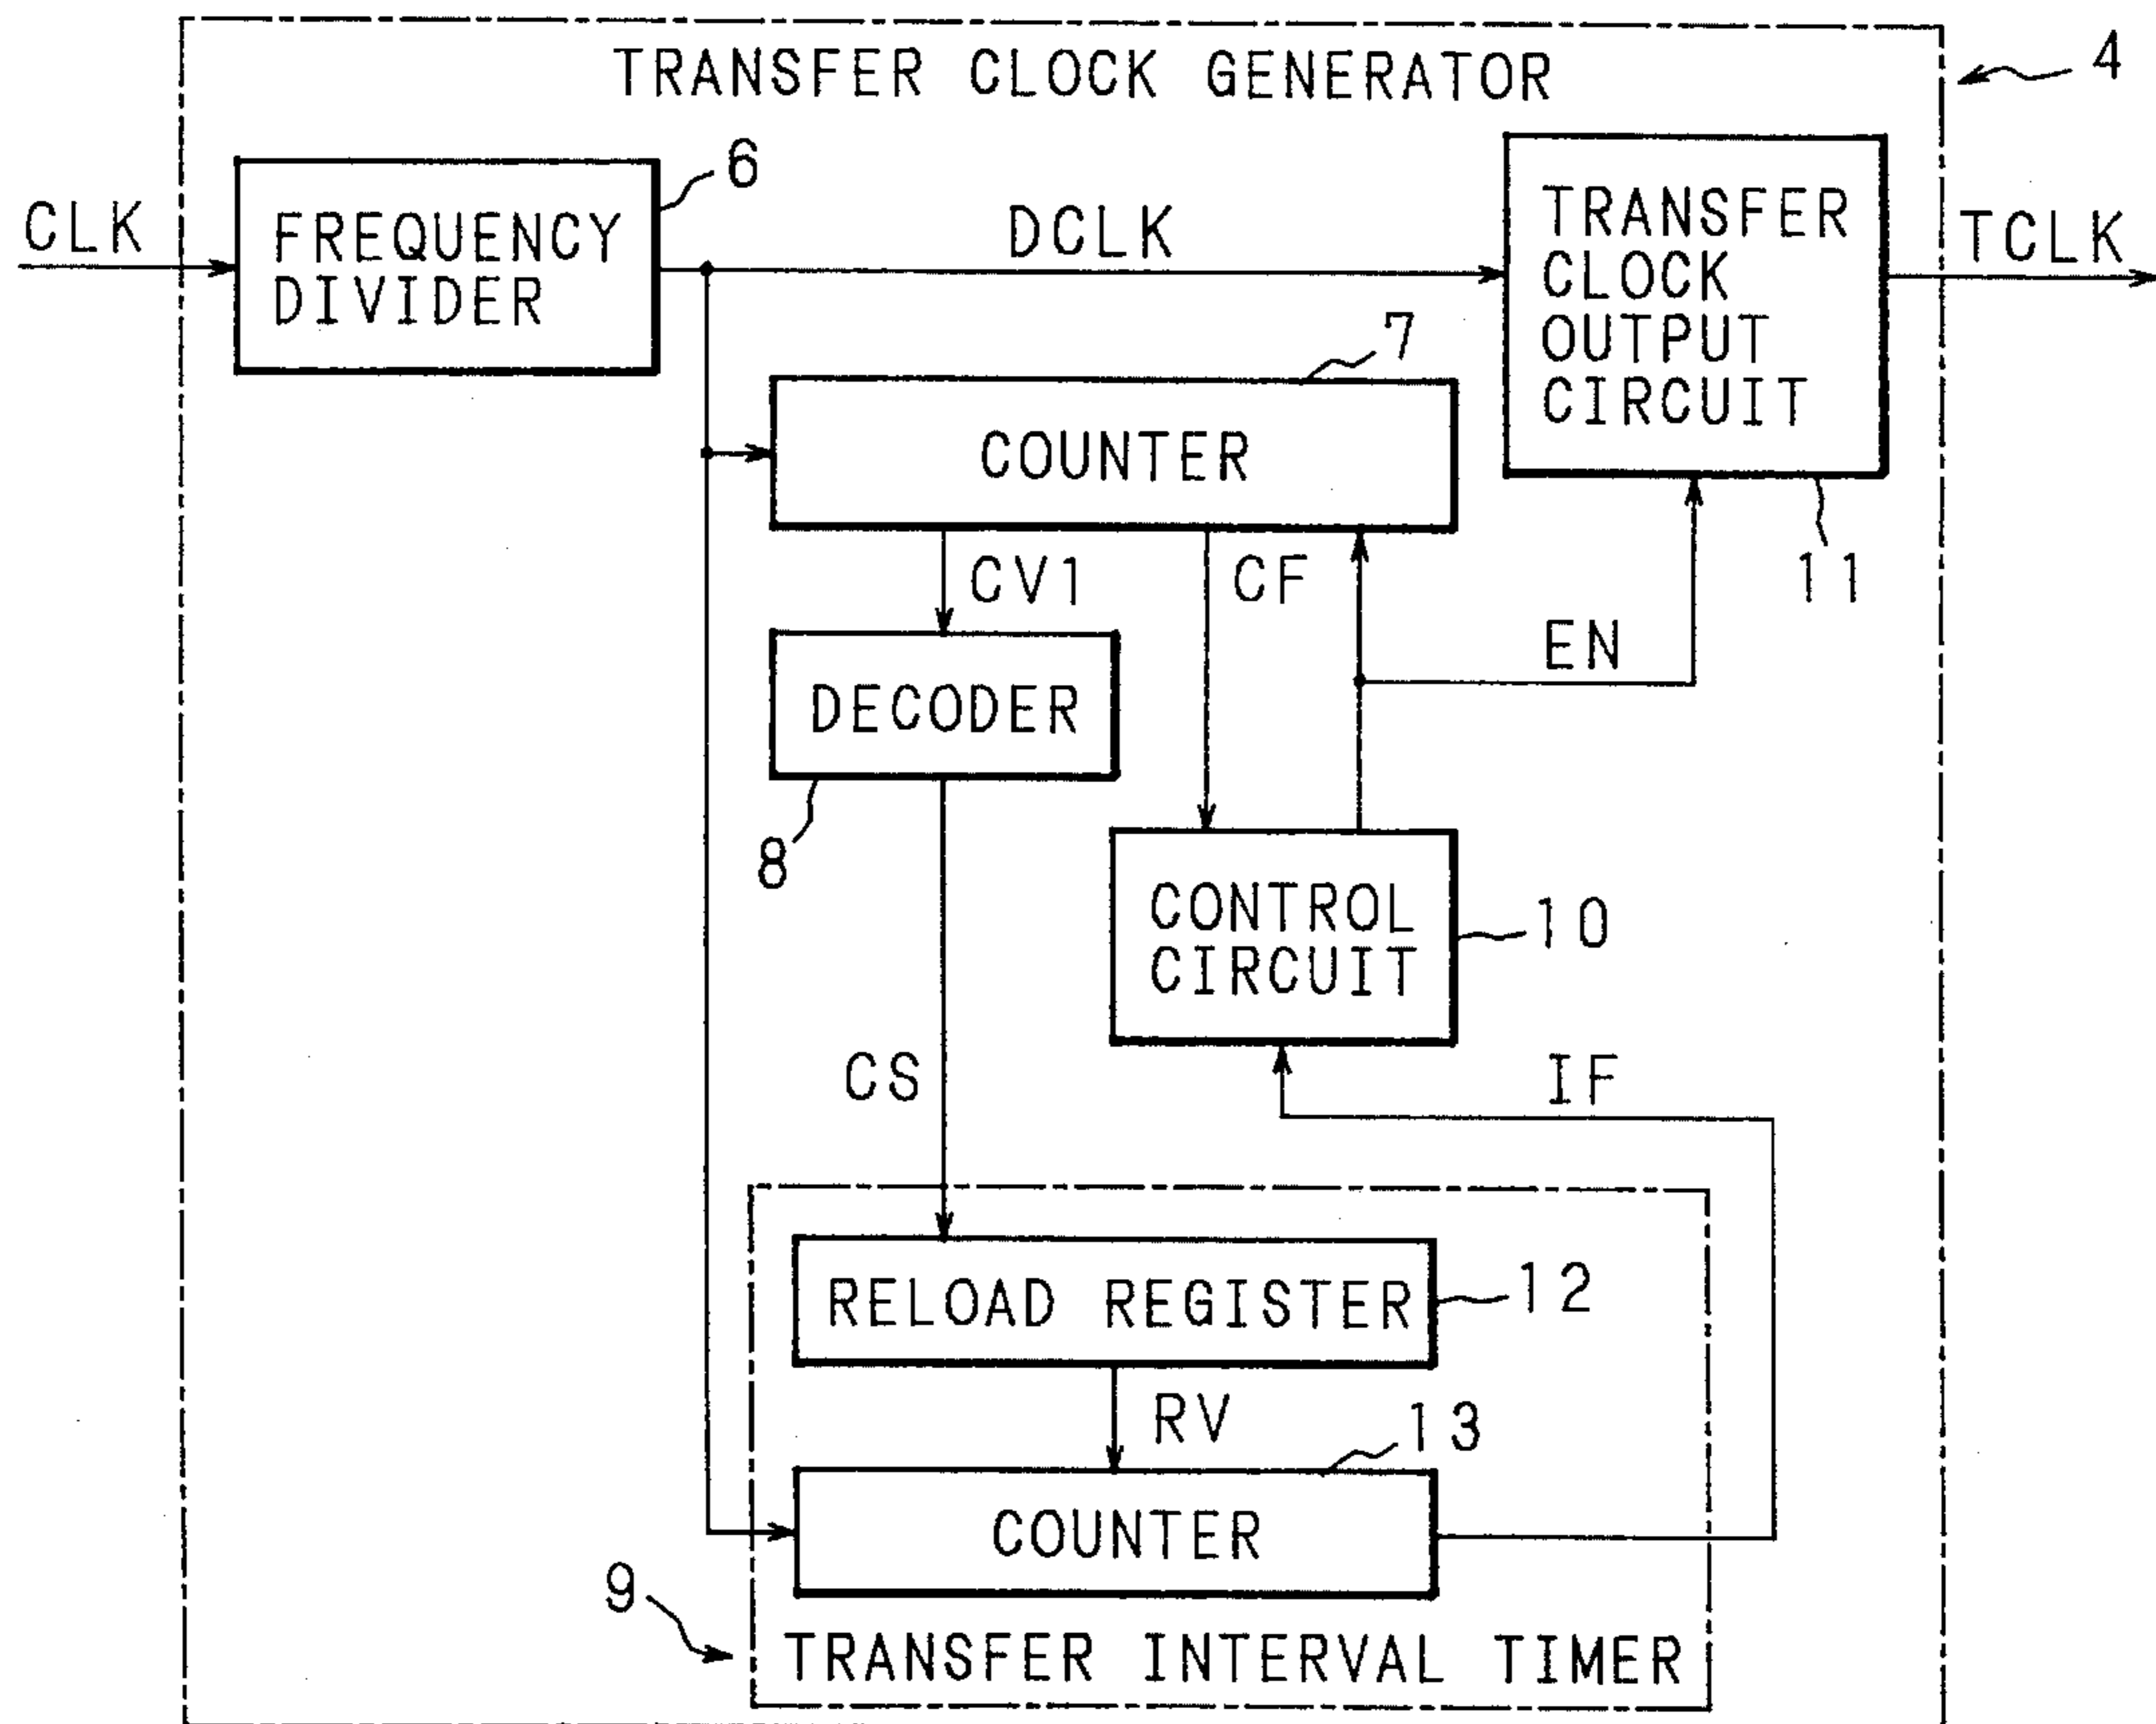 TRANSFER CLOCK GENERATOR
4
6
CLK
FREQUENCY
DIVIDER
DCLK
TRANSFER
CLOCK
OUTPUT
CIRCUIT
TCLK
7
COUNTER
11
CV1
CF
EN
DECODER
8
CONTROL
CIRCUIT
10
CS
IF
RELOAD REGISTER
12
RV
13
COUNTER
9
TRANSFER INTERVAL TIMER